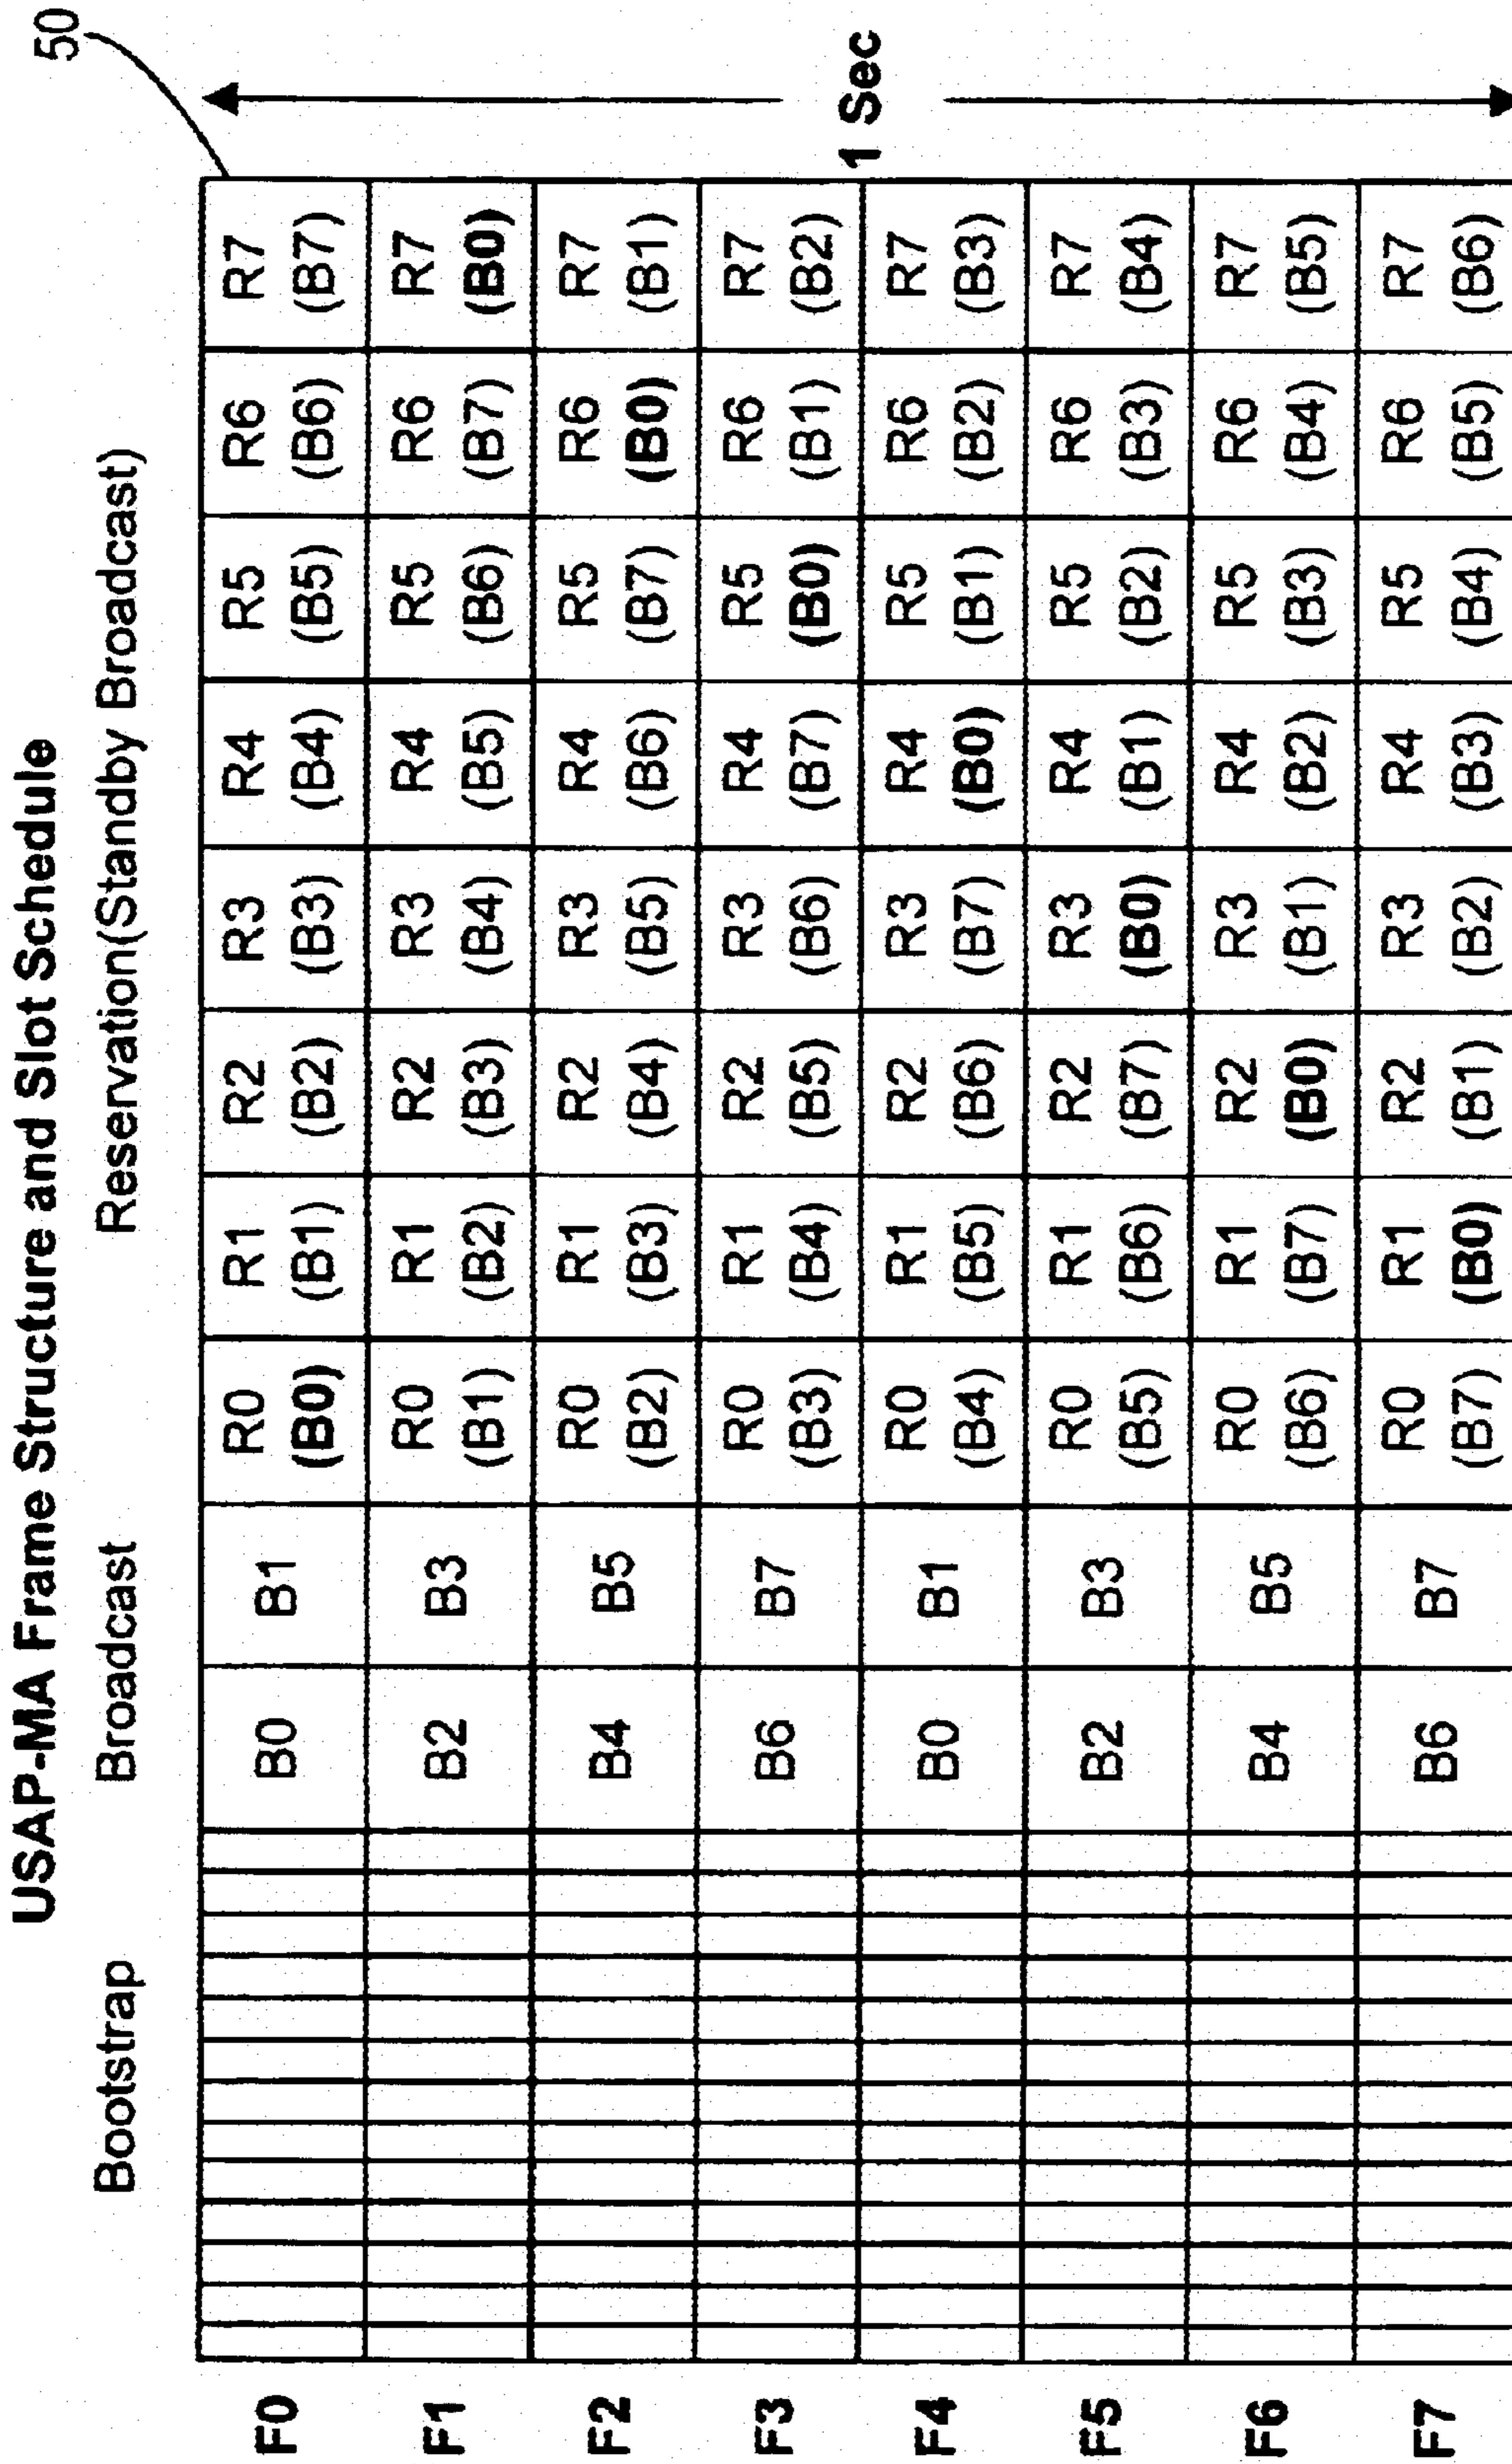 USAP-MA Frame Structure and Slot Schedule
Bootstrap Broadcast Reservation(Standby Broadcast)
50
F0 B0 B1 R0 R1 R2 R3 R4 R5 R6 R7
(B0) (B1) (B2) (B3) (B4) (B5) (B6) (B7)
F1 B2 B3 R0 R1 R2 R3 R4 R5 R6 R7
(B1) (B2) (B3) (B4) (B5) (B6) (B7) (B0)
F2 B4 B5 R0 R1 R2 R3 R4 R5 R6 R7
(B2) (B3) (B4) (B5) (B6) (B7) (B0) (B1)
F3 B6 B7 R0 R1 R2 R3 R4 R5 R6 R7
(B3) (B4) (B5) (B6) (B7) (B0) (B1) (B2)
1 Sec
F4 B0 B1 R0 R1 R2 R3 R4 R5 R6 R7
(B4) (B5) (B6) (B7) (B0) (B1) (B2) (B3)
F5 B2 B3 R0 R1 R2 R3 R4 R5 R6 R7
(B5) (B6) (B7) (B0) (B1) (B2) (B3) (B4)
F6 B4 B5 R0 R1 R2 R3 R4 R5 R6 R7
(B6) (B7) (B0) (B1) (B2) (B3) (B4) (B5)
F7 B6 B7 R0 R1 R2 R3 R4 R5 R6 R7
(B7) (B0) (B1) (B2) (B3) (B4) (B5) (B6)